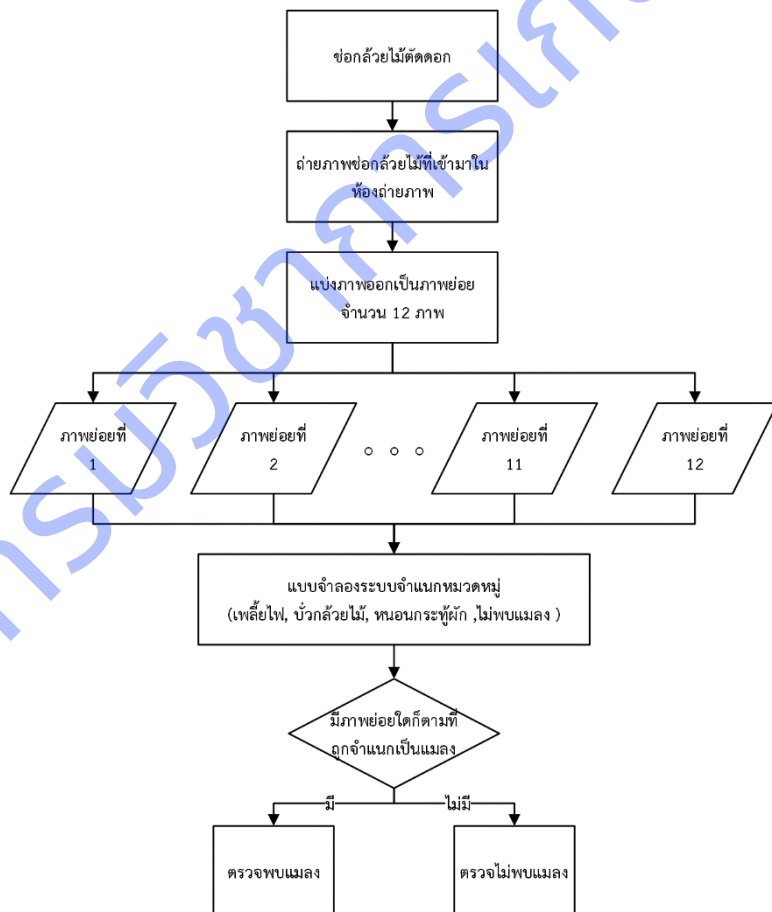 ช่อกล้วยไม้ตัดดอก
ถ่ายภาพช่อกล้วยไม้ที่เข้ามาใน
ห้องถ่ายภาพ
แบ่งภาพออกเป็นภาพย่อย
จำนวน 12 ภาพ
ภาพย่อยที่
1
ภาพย่อยที่
2
ภาพย่อยที่
11
ภาพย่อยที่
12
แบบจำลองระบบจำแนกหมวดหมู่
(เพลี้ยไฟ, บั่วกล้วยไม้, หนอนกระทู้ผัก ,ไม่พบแมลง )
มีภาพย่อยใดก็ตามที่
ถูกจำแนกเป็นแมลง
มี
ไม่มี
ตรวจพบแมลง
ตรวจไม่พบแมลง